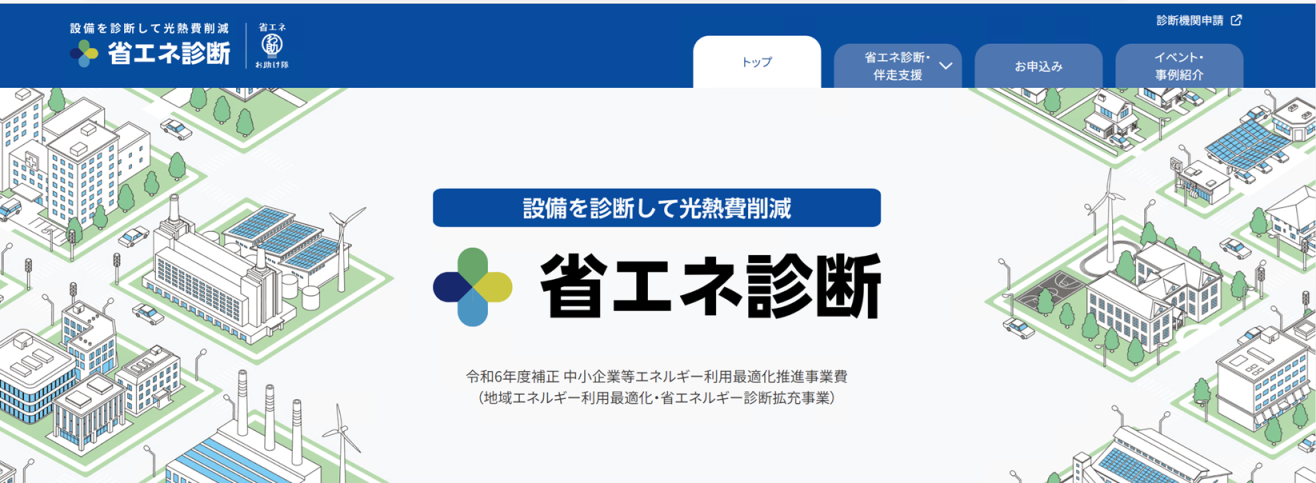 設備を診断して光熱費削減
省エネ診断
省エネ
お助け隊
診断機関申請
トップ
省エネ診断・
伴走支援
お申込み
イベント・
事例紹介
設備を診断して光熱費削減
省エネ診断
令和6年度補正 中小企業等エネルギー利用最適化推進事業費
（地域エネルギー利用最適化・省エネルギー診断拡充事業）